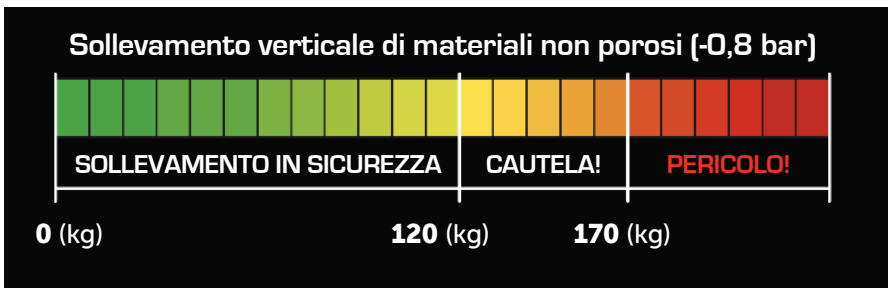 Sollevamento verticale di materiali non porosi (-0,8 bar)
SOLLEVAMENTO IN SICUREZZA CAUTELA! PERICOLO!
0 (kg) 120 (kg) 170 (kg)